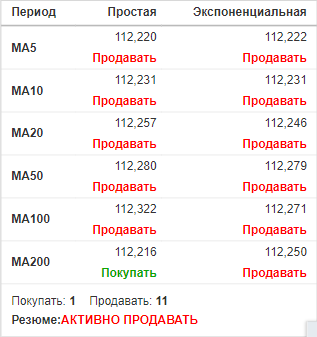 Период Простая Экспоненциальная
MA5 112,220 112,222
Продавать Продавать
MA10 112,231 112,231
Продавать Продавать
MA20 112,257 112,246
Продавать Продавать
MA50 112,280 112,279
Продавать Продавать
MA100 112,322 112,271
Продавать Продавать
MA200 112,216 112,250
Покупать Продавать
Покупать: 1 Продавать: 11
Резюме:АКТИВНО ПРОДАВАТЬ